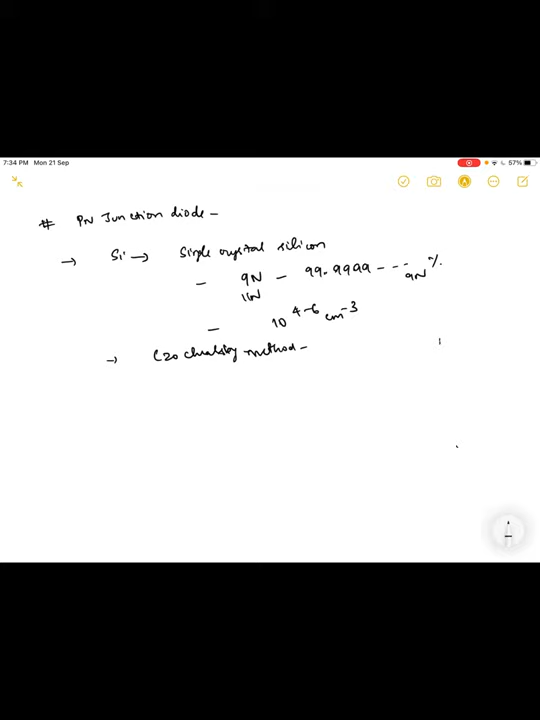 7:34 PM Mon 21 Sep 57%
# PN Junction diode -
→ Si → Single crystal silicon
- 9N - 99.9999 - - - 9N %
11N
- 10^4-6 cm^-3
→ Czochralsky method -